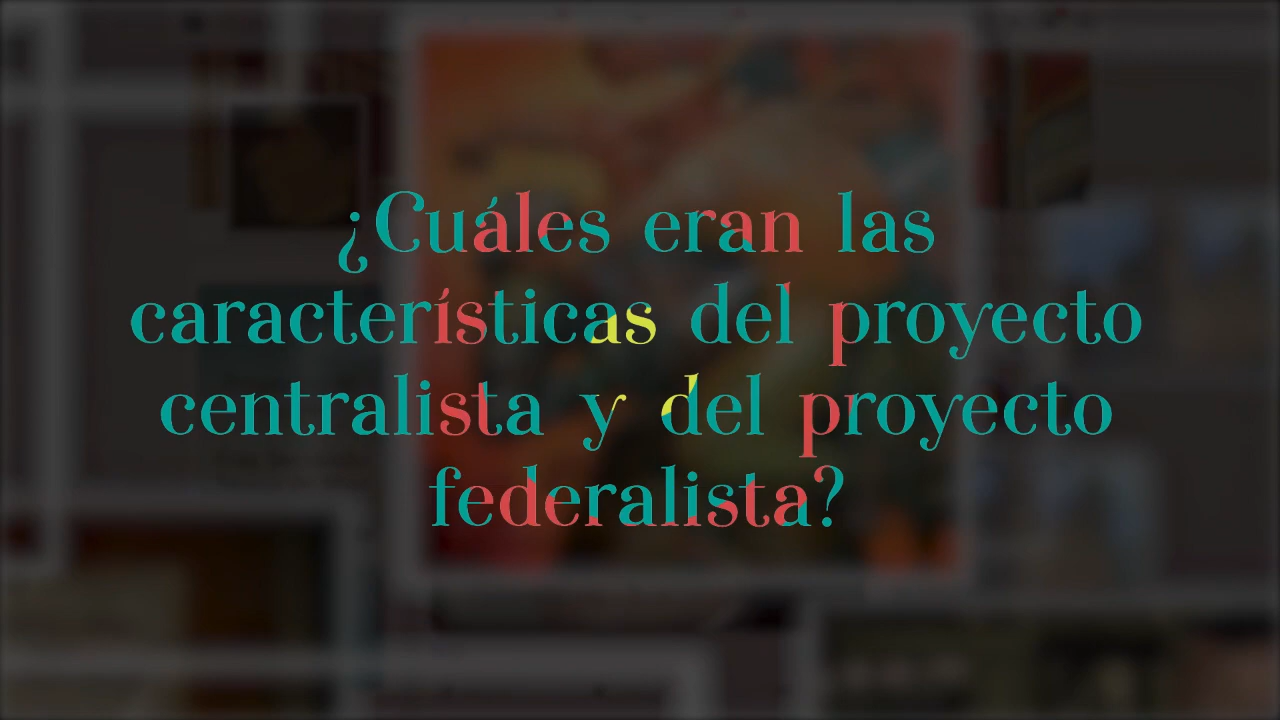 ¿Cuáles eran las
características del proyecto
centralista y del proyecto
federalista?